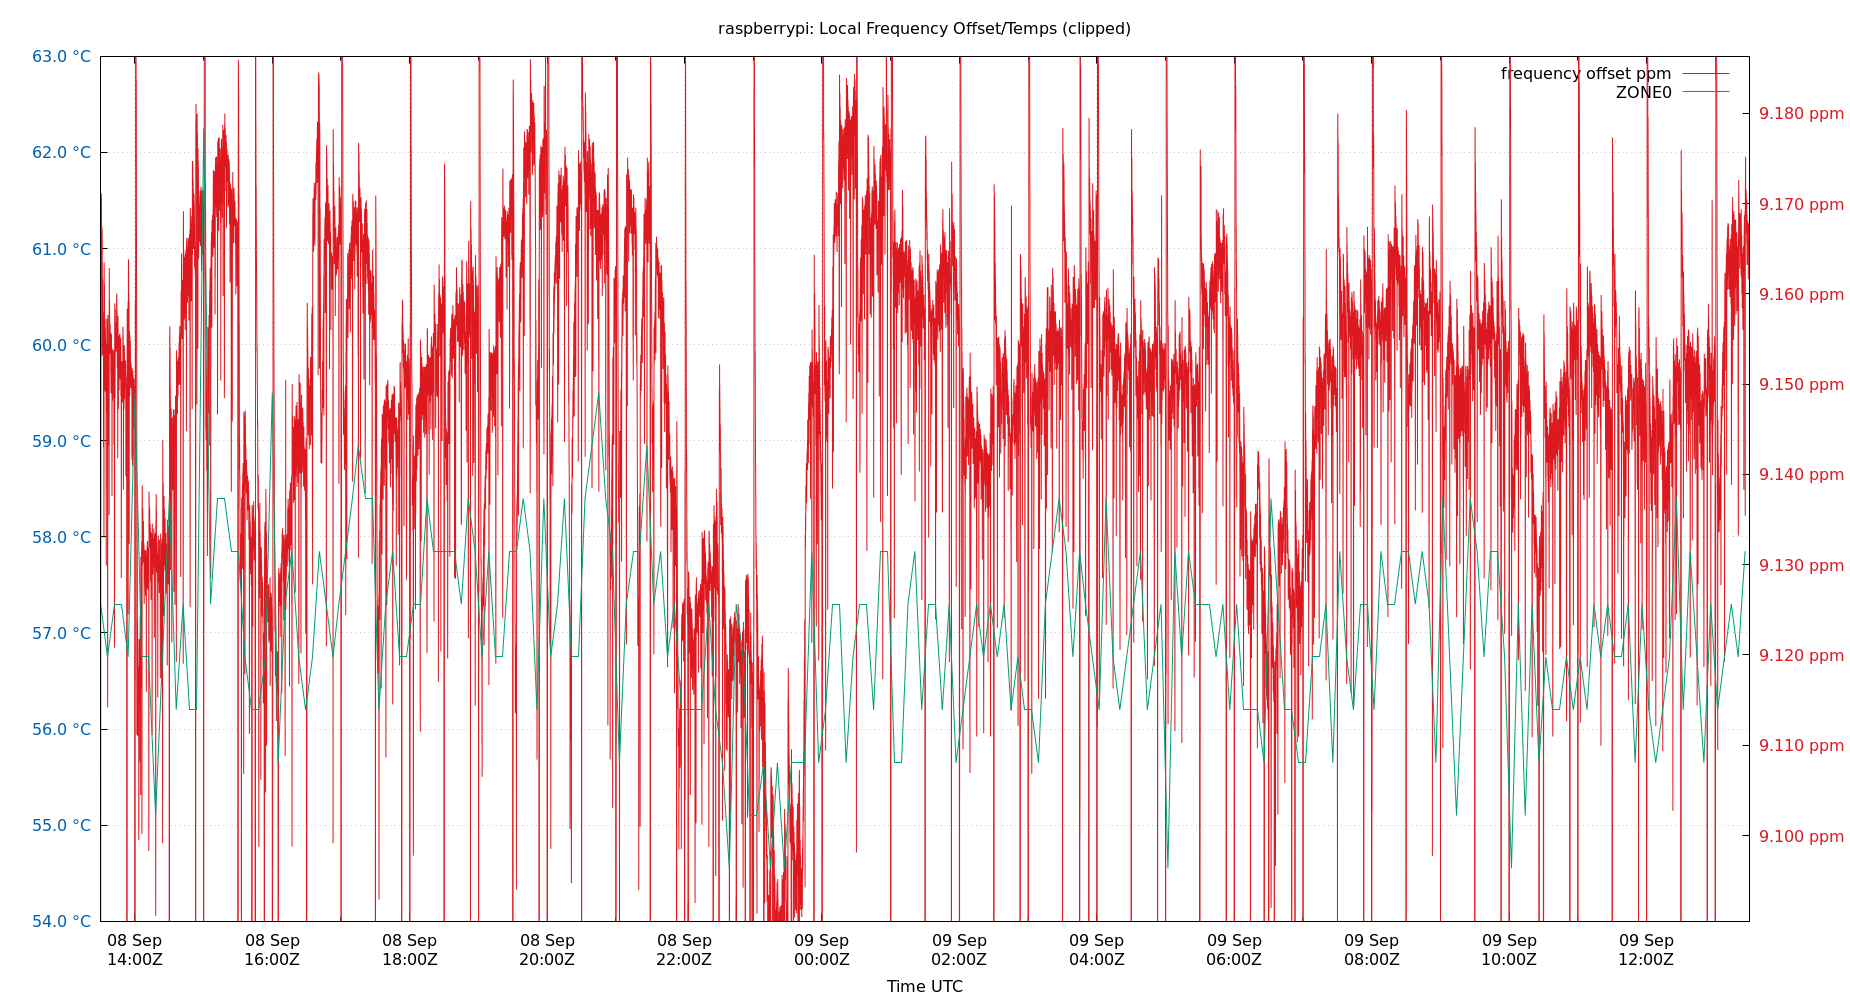 raspberrypi: Local Frequency Offset/Temps (clipped)
63.0 °C
62.0 °C
61.0 °C
60.0 °C
59.0 °C
58.0 °C
57.0 °C
56.0 °C
55.0 °C
54.0 °C
frequency offset ppm
ZONE0
9.180 ppm
9.170 ppm
9.160 ppm
9.150 ppm
9.140 ppm
9.130 ppm
9.120 ppm
9.110 ppm
9.100 ppm
08 Sep 08 Sep 08 Sep 08 Sep 08 Sep 09 Sep 09 Sep 09 Sep 09 Sep 09 Sep 09 Sep 09 Sep
14:00Z 16:00Z 18:00Z 20:00Z 22:00Z 00:00Z 02:00Z 04:00Z 06:00Z 08:00Z 10:00Z 12:00Z
Time UTC